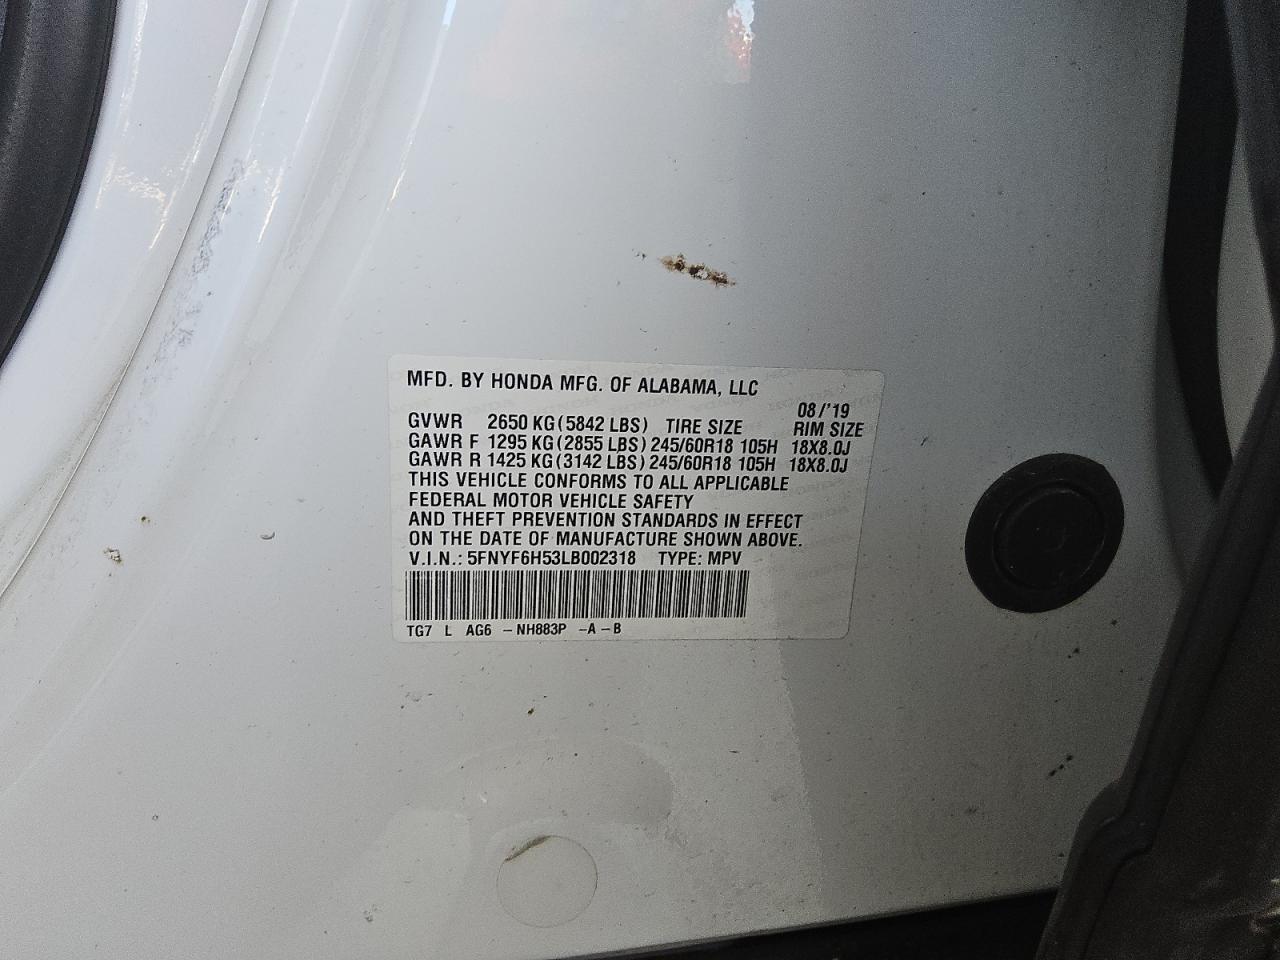 MFD. BY HONDA MFG. OF ALABAMA, LLC
08/'19
GVWR 2650 KG (5842 LBS) TIRE SIZE RIM SIZE
GAWR F 1295 KG (2855 LBS) 245/60R18 105H 18X8.0J
GAWR R 1425 KG (3142 LBS) 245/60R18 105H 18X8.0J
THIS VEHICLE CONFORMS TO ALL APPLICABLE
FEDERAL MOTOR VEHICLE SAFETY
AND THEFT PREVENTION STANDARDS IN EFFECT
ON THE DATE OF MANUFACTURE SHOWN ABOVE.
V.I.N.: 5FNYF6H53LB002318 TYPE: MPV
TG7 L AG6 -NH883P -A-B